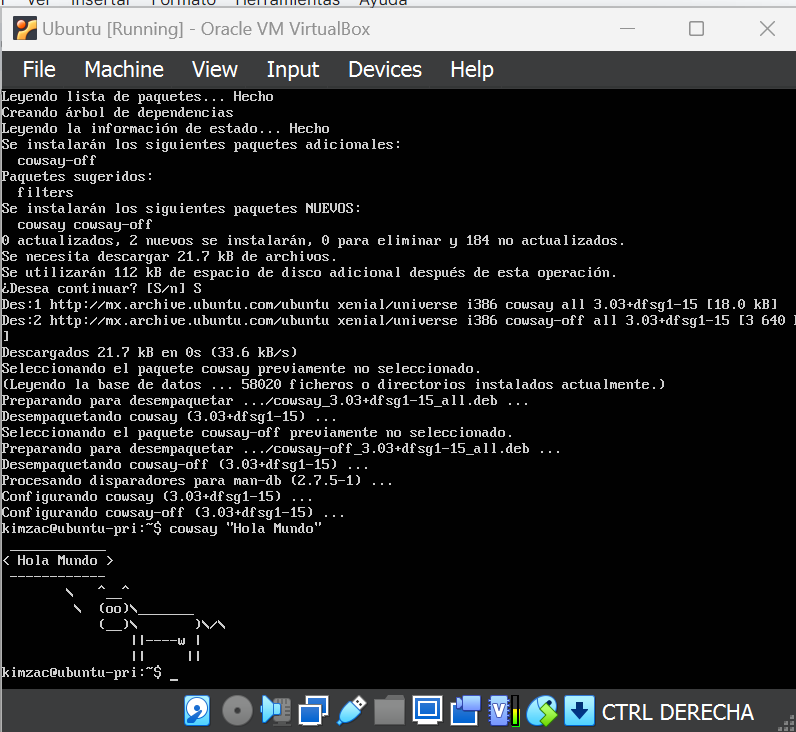 Ver Insertar Formato Herramientas Ayuda
Ubuntu [Running] - Oracle VM VirtualBox
File Machine View Input Devices Help
Leyendo lista de paquetes... Hecho
Creando árbol de dependencias
Leyendo la información de estado... Hecho
Se instalarán los siguientes paquetes adicionales:
  cowsay-off
Paquetes sugeridos:
  filters
Se instalarán los siguientes paquetes NUEVOS:
  cowsay cowsay-off
0 actualizados, 2 nuevos se instalarán, 0 para eliminar y 184 no actualizados.
Se necesita descargar 21.7 kB de archivos.
Se utilizarán 112 kB de espacio de disco adicional después de esta operación.
¿Desea continuar? [S/n] S
Des:1 http://mx.archive.ubuntu.com/ubuntu xenial/universe i386 cowsay all 3.03+dfsg1-15 [18.0 kB]
Des:2 http://mx.archive.ubuntu.com/ubuntu xenial/universe i386 cowsay-off all 3.03+dfsg1-15 [3 640
]
Descargados 21.7 kB en 0s (33.6 kB/s)
Seleccionando el paquete cowsay previamente no seleccionado.
(Leyendo la base de datos ... 58020 ficheros o directorios instalados actualmente.)
Preparando para desempaquetar .../cowsay_3.03+dfsg1-15_all.deb ...
Desempaquetando cowsay (3.03+dfsg1-15) ...
Seleccionando el paquete cowsay-off previamente no seleccionado.
Preparando para desempaquetar .../cowsay-off_3.03+dfsg1-15_all.deb ...
Desempaquetando cowsay-off (3.03+dfsg1-15) ...
Procesando disparadores para man-db (2.7.5-1) ...
Configurando cowsay (3.03+dfsg1-15) ...
Configurando cowsay-off (3.03+dfsg1-15) ...
kimzac@ubuntu-pri:~$ cowsay "Hola Mundo"
 ____________
< Hola Mundo >
 ------------
        \   ^__^
         \  (oo)\_______
            (__)\       )\/\
                ||----w |
                ||     ||
kimzac@ubuntu-pri:~$ _
CTRL DERECHA